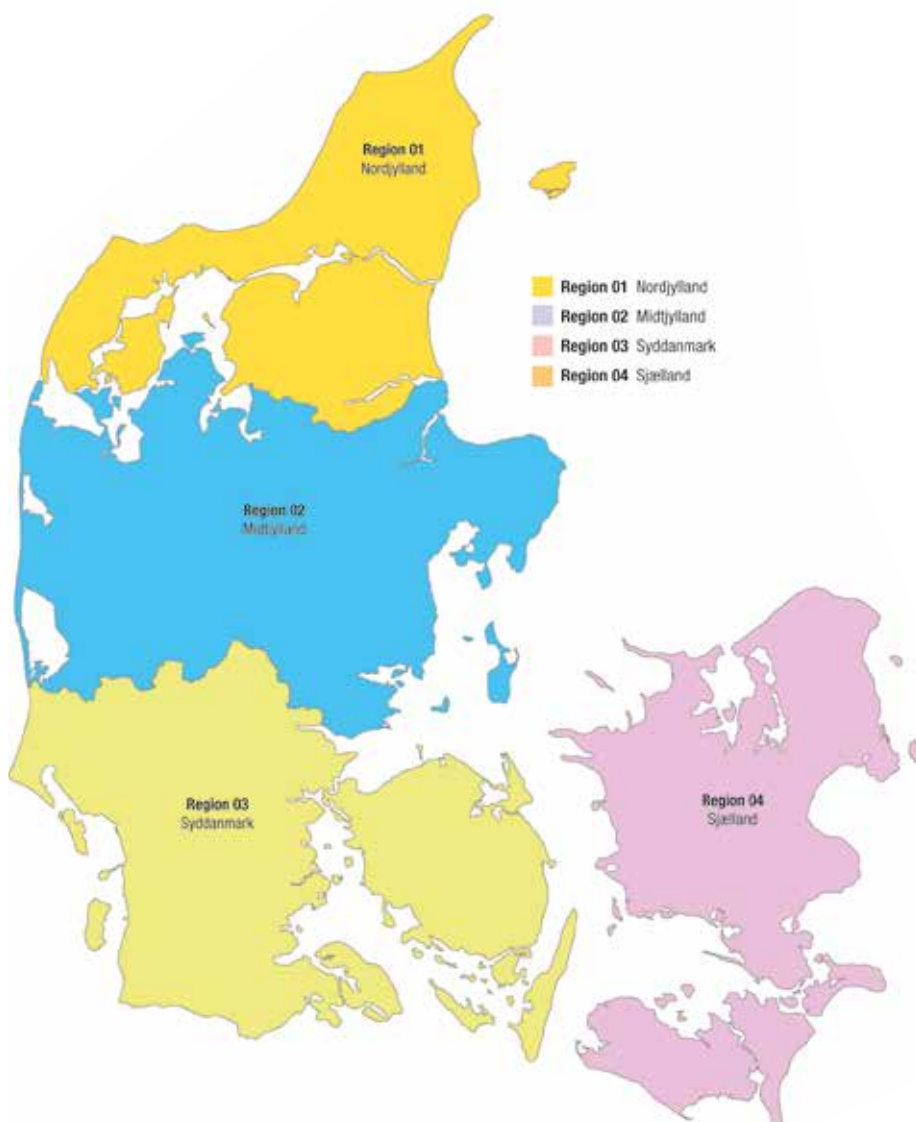 Region 01
Nordjylland
Region 01 Nordjylland
Region 02 Midtjylland
Region 03 Syddanmark
Region 04 Sjælland
Region 02
Midtjylland
Region 03
Syddanmark
Region 04
Sjælland